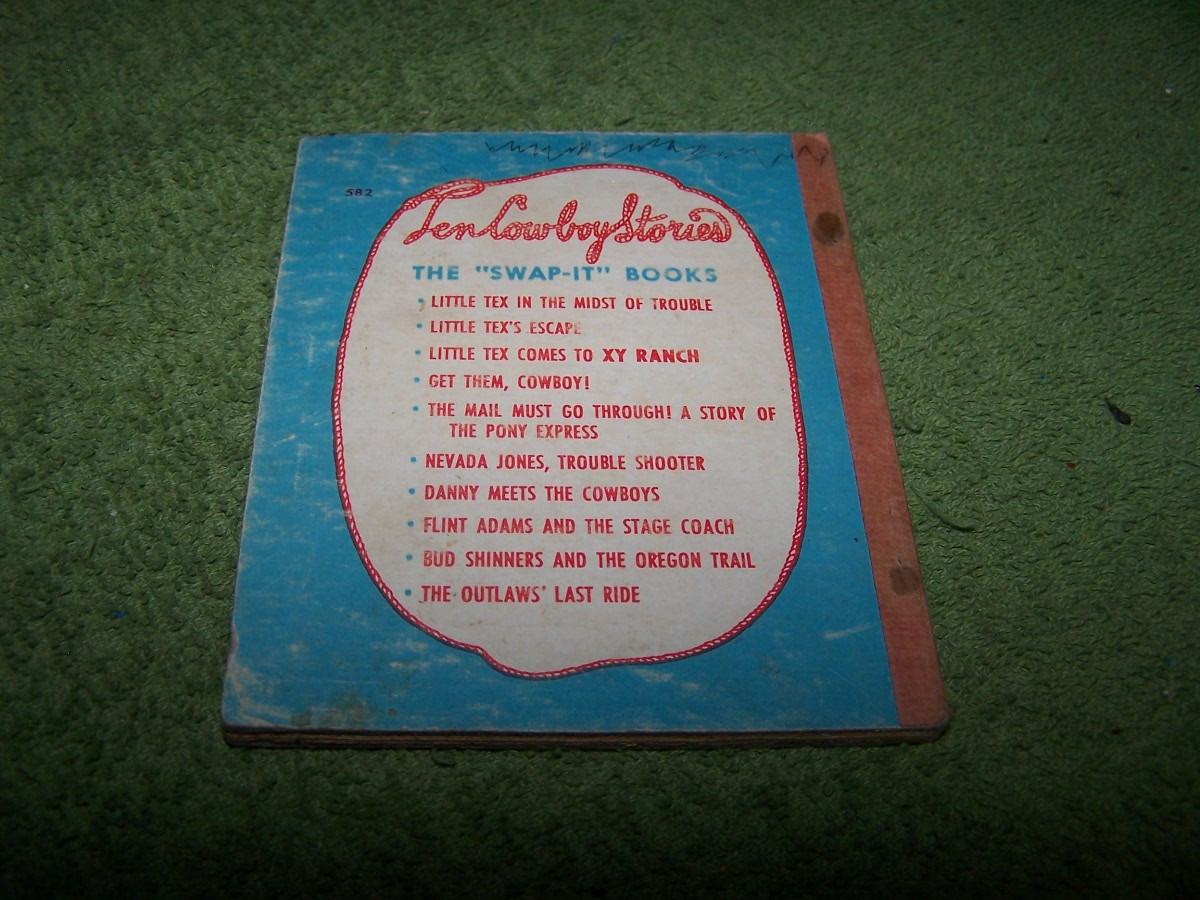 582
Ten Cowboy Stories
THE "SWAP-IT" BOOKS
• LITTLE TEX IN THE MIDST OF TROUBLE
• LITTLE TEX'S ESCAPE
• LITTLE TEX COMES TO XY RANCH
• GET THEM, COWBOY!
• THE MAIL MUST GO THROUGH! A STORY OF
THE PONY EXPRESS
• NEVADA JONES, TROUBLE SHOOTER
• DANNY MEETS THE COWBOYS
• FLINT ADAMS AND THE STAGE COACH
• BUD SHINNERS AND THE OREGON TRAIL
• THE OUTLAWS' LAST RIDE